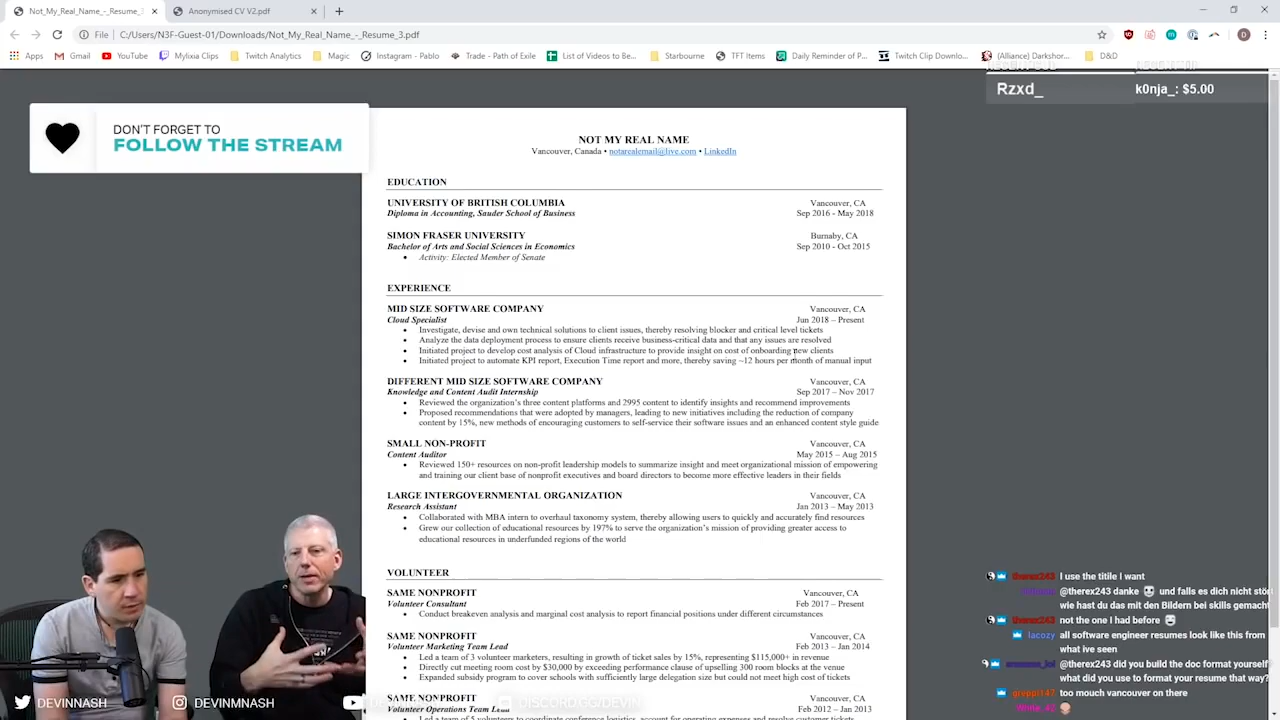 Not_My_Real_Name_-_Resume_3
Anonymised CV V2.pdf
File
C:/Users/N3F-Guest-01/Downloads/Not_My_Real_Name_-_Resume_3.pdf
D
Apps
Gmail
YouTube
Mylixia Clips
Twitch Analytics
Magic
Instagram - Pablo
Trade - Path of Exile
List of Videos to Be...
Starbourne
TFT Items
Daily Reminder of P...
Twitch Clip Downlo...
(Alliance) Darkshor...
D&D
Rzxd_
k0nja_: $5.00
DON'T FORGET TO
FOLLOW THE STREAM
NOT MY REAL NAME
Vancouver, Canada • notarealemail@live.com • LinkedIn
EDUCATION
UNIVERSITY OF BRITISH COLUMBIA Vancouver, CA
Diploma in Accounting, Sauder School of Business Sep 2016 - May 2018
SIMON FRASER UNIVERSITY Burnaby, CA
Bachelor of Arts and Social Sciences in Economics Sep 2010 - Oct 2015
• Activity: Elected Member of Senate
EXPERIENCE
MID SIZE SOFTWARE COMPANY Vancouver, CA
Cloud Specialist Jun 2018 – Present
• Investigate, devise and own technical solutions to client issues, thereby resolving blocker and critical level tickets
• Analyze the data deployment process to ensure clients receive business-critical data and that any issues are resolved
• Initiated project to develop cost analysis of Cloud infrastructure to provide insight on cost of onboarding new clients
• Initiated project to automate KPI report, Execution Time report and more, thereby saving ~12 hours per month of manual input
DIFFERENT MID SIZE SOFTWARE COMPANY Vancouver, CA
Knowledge and Content Audit Internship Sep 2017 – Nov 2017
• Reviewed the organization's three content platforms and 2995 content to identify insights and recommend improvements
• Proposed recommendations that were adopted by managers, leading to new initiatives including the reduction of company
content by 15%, new methods of encouraging customers to self-service their software issues and an enhanced content style guide
SMALL NON-PROFIT Vancouver, CA
Content Auditor May 2015 – Aug 2015
• Reviewed 150+ resources on non-profit leadership models to summarize insight and meet organizational mission of empowering
and training our client base of nonprofit executives and board directors to become more effective leaders in their fields
LARGE INTERGOVERNMENTAL ORGANIZATION Vancouver, CA
Research Assistant Jan 2013 – May 2013
• Collaborated with MBA intern to overhaul taxonomy system, thereby allowing users to quickly and accurately find resources
• Grew our collection of educational resources by 197% to serve the organization's mission of providing greater access to
educational resources in underfunded regions of the world
VOLUNTEER
SAME NONPROFIT Vancouver, CA
Volunteer Consultant Feb 2017 – Present
• Conduct breakeven analysis and marginal cost analysis to report financial positions under different circumstances
SAME NONPROFIT Vancouver, CA
Volunteer Marketing Team Lead Feb 2013 – Jan 2014
• Led a team of 3 volunteer marketers, resulting in growth of ticket sales by 15%, representing $115,000+ in revenue
• Directly cut meeting room cost by $30,000 by exceeding performance clause of upselling 300 room blocks at the venue
• Expanded subsidy program to cover schools with sufficiently large delegation size but could not meet high cost of tickets
SAME NONPROFIT Vancouver, CA
Volunteer Operations Team Lead Feb 2012 – Jan 2013
• Led a team of 5 volunteers to coordinate conference logistics, account for operating expenses and resolve customer tickets
therex243 I use the titile I want
@therex243 danke und falls es dich nicht stör
wie hast du das mit den Bildern bei skills gemacht
therex243 not the one I had before
lacozy all software engineer resumes look like this from
what ive seen
@therex243 did you build the doc format yourself
what did you use to format your resume that way?
greppi147 too mouch vancouver on there
DEVINNASH
DEVINNASH
DISCORD.GG/DEVIN